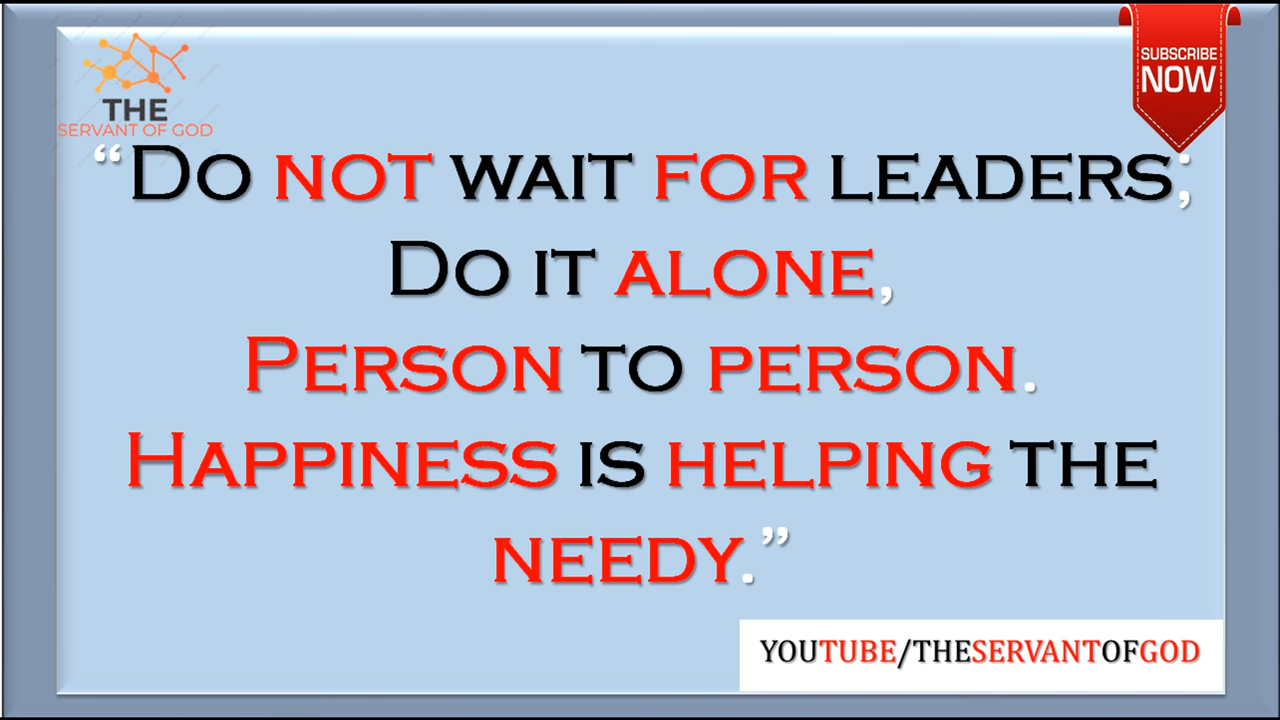 THE
SERVANT OF GOD
SUBSCRIBE
NOW
“Do NOT WAIT FOR LEADERS;
Do IT ALONE,
PERSON TO PERSON.
HAPPINESS IS HELPING THE
NEEDY.”
YOUTUBE/THESERVANTOFGOD